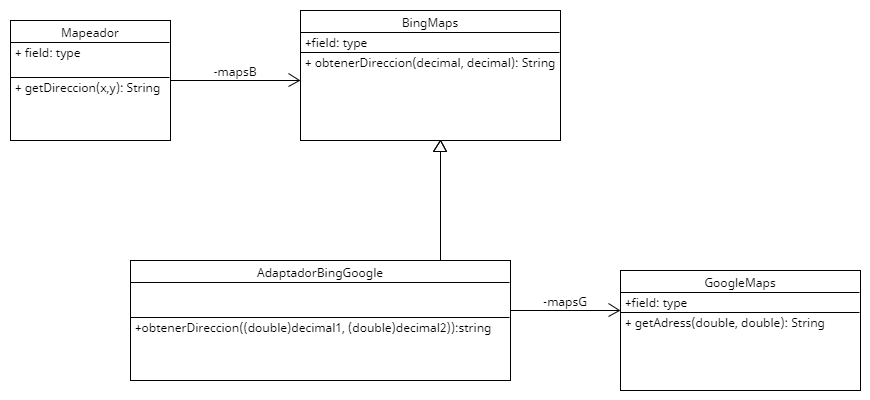 Mapeador
+ field: type
+ getDireccion(x,y): String
-mapsB
BingMaps
+field: type
+ obtenerDireccion(decimal, decimal): String
AdaptadorBingGoogle
+obtenerDireccion((double)decimal1, (double)decimal2)):string
-mapsG
GoogleMaps
+field: type
+ getAdress(double, double): String